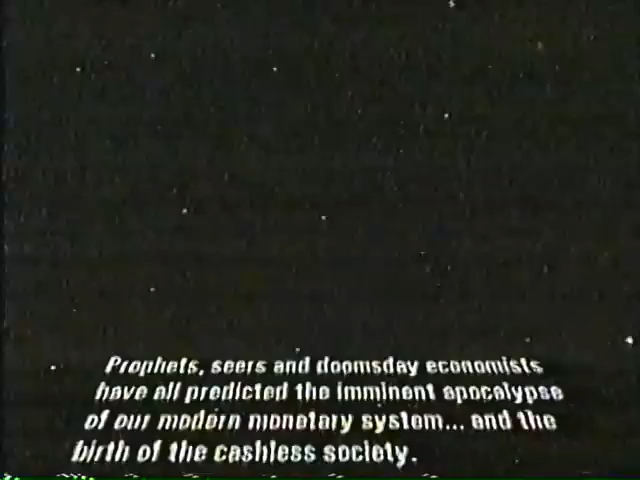 Prophets, seers and doomsday economists
have all predicted the imminent apocalypse
of our modern monetary system... and the
birth of the cashless society.